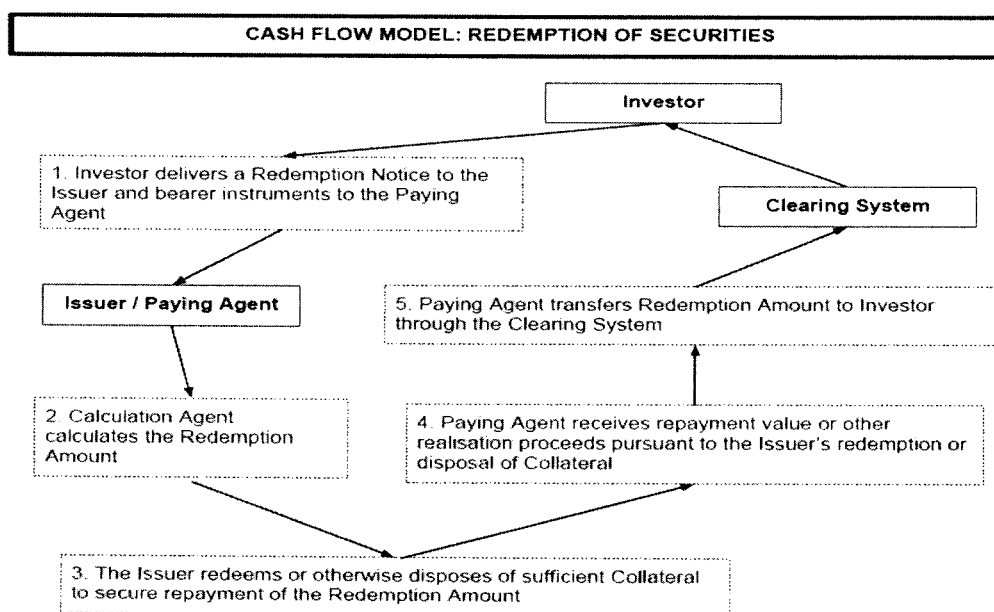 CASH FLOW MODEL: REDEMPTION OF SECURITIES
Investor
1. Investor delivers a Redemption Notice to the
Issuer and bearer instruments to the Paying
Agent
Clearing System
Issuer / Paying Agent
5. Paying Agent transfers Redemption Amount to Investor
through the Clearing System
2. Calculation Agent
calculates the Redemption
Amount
4. Paying Agent receives repayment value or other
realisation proceeds pursuant to the Issuer's redemption or
disposal of Collateral
3. The Issuer redeems or otherwise disposes of sufficient Collateral
to secure repayment of the Redemption Amount